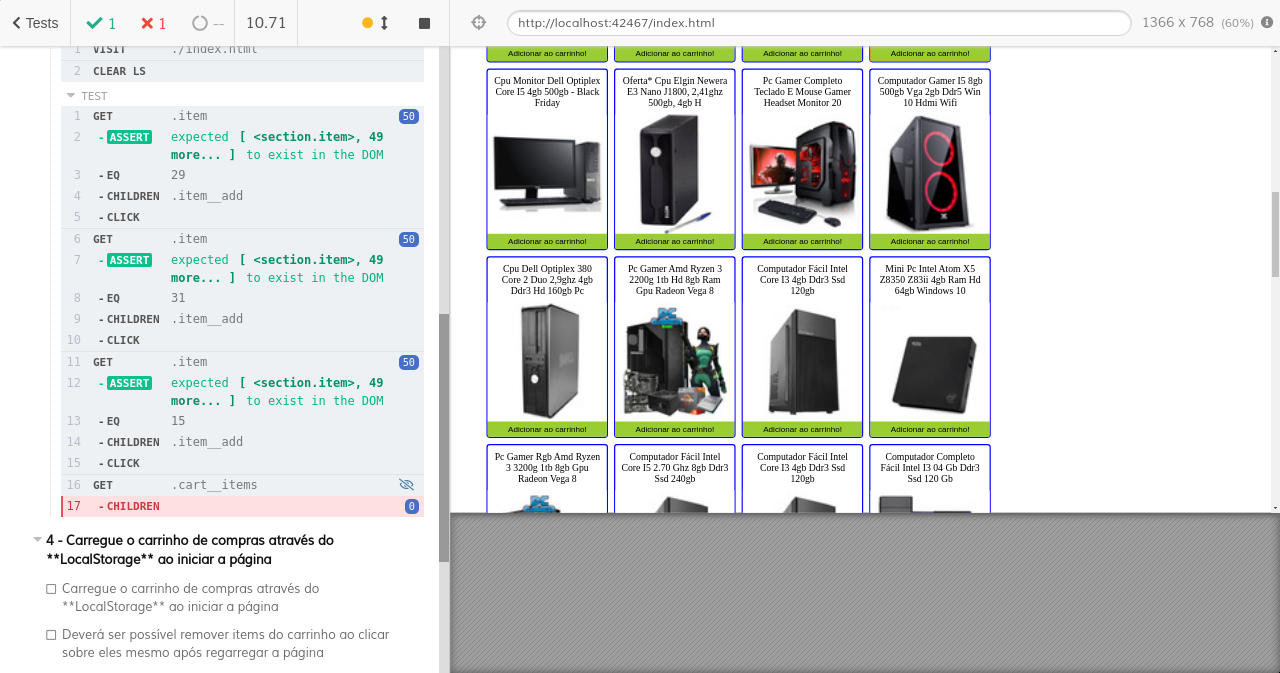 Tests
1
1
--
10.71
http://localhost:42467/index.html
1366 x 768 (60%)
1 VISIT ./index.html
2 CLEAR LS
TEST
1 GET .item 50
2 -ASSERT expected [ <section.item>, 49
more... ] to exist in the DOM
3 -EQ 29
4 -CHILDREN .item__add
5 -CLICK
6 GET .item 50
7 -ASSERT expected [ <section.item>, 49
more... ] to exist in the DOM
8 -EQ 31
9 -CHILDREN .item__add
10 -CLICK
11 GET .item 50
12 -ASSERT expected [ <section.item>, 49
more... ] to exist in the DOM
13 -EQ 15
14 -CHILDREN .item__add
15 -CLICK
16 GET .cart__items
17 -CHILDREN 0
4 - Carregue o carrinho de compras através do
**LocalStorage** ao iniciar a página
Carregue o carrinho de compras através do
**LocalStorage** ao iniciar a página
Deverá ser possível remover items do carrinho ao clicar
sobre eles mesmo após regarregar a página
Adicionar ao carrinho!
Adicionar ao carrinho!
Adicionar ao carrinho!
Adicionar ao carrinho!
Cpu Monitor Dell Optiplex
Core I5 4gb 500gb - Black
Friday
Adicionar ao carrinho!
Oferta* Cpu Elgin Newera
E3 Nano J1800, 2,41ghz
500gb, 4gb H
Adicionar ao carrinho!
Pc Gamer Completo
Teclado E Mouse Gamer
Headset Monitor 20
Adicionar ao carrinho!
Computador Gamer I5 8gb
500gb Vga 2gb Ddr5 Win
10 Hdmi Wifi
Adicionar ao carrinho!
Cpu Dell Optiplex 380
Core 2 Duo 2,9ghz 4gb
Ddr3 Hd 160gb Pc
Adicionar ao carrinho!
Pc Gamer Amd Ryzen 3
2200g 1tb Hd 8gb Ram
Gpu Radeon Vega 8
Adicionar ao carrinho!
Computador Fácil Intel
Core I3 4gb Ddr3 Ssd
120gb
Adicionar ao carrinho!
Mini Pc Intel Atom X5
Z8350 Z83ii 4gb Ram Hd
64gb Windows 10
Adicionar ao carrinho!
Pc Gamer Rgb Amd Ryzen
3 3200g 1tb 8gb Gpu
Radeon Vega 8
Computador Fácil Intel
Core I5 2.70 Ghz 8gb Ddr3
Ssd 240gb
Computador Fácil Intel
Core I3 4gb Ddr3 Ssd
120gb
Computador Completo
Fácil Intel I3 04 Gb Ddr3
Ssd 120 Gb